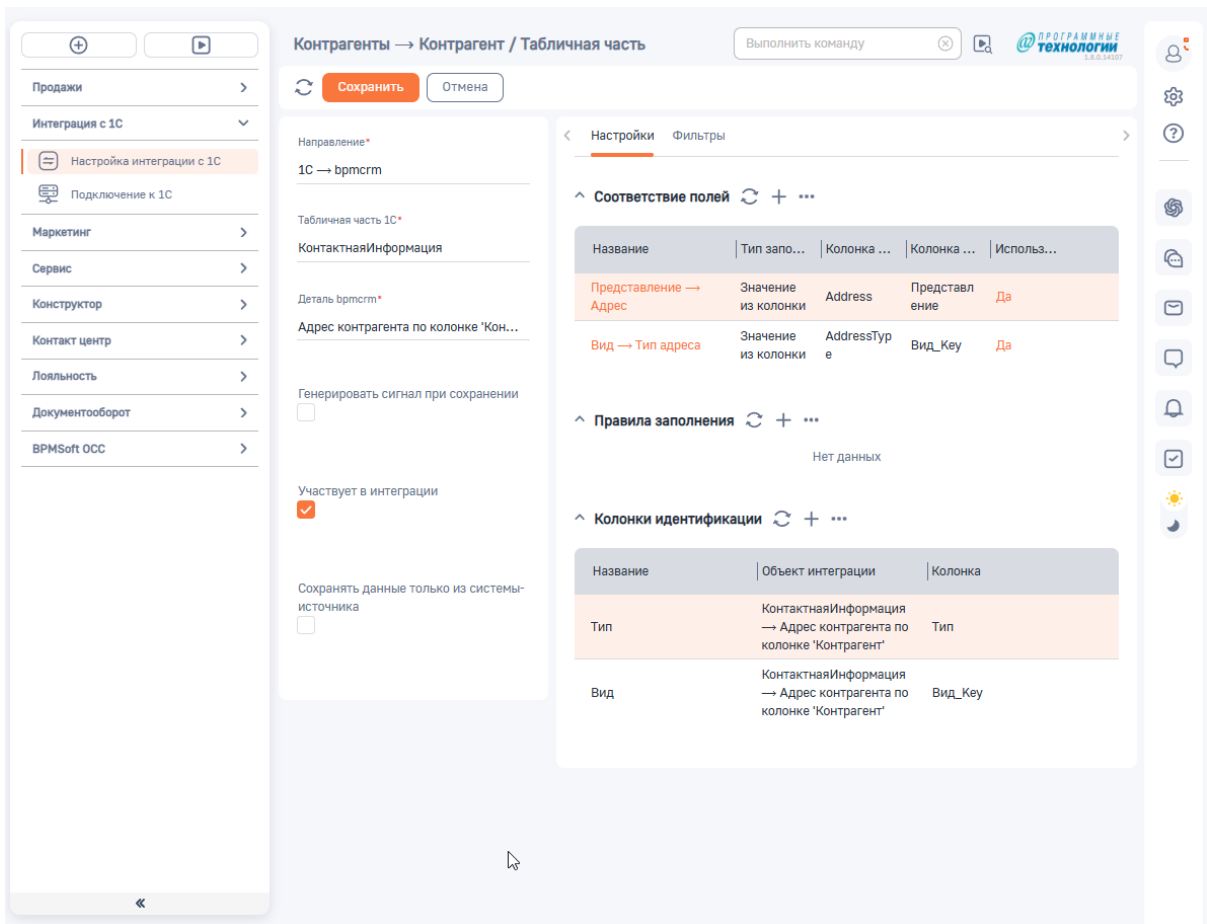 Контрагенты → Контрагент / Табличная часть
Выполнить команду
@ ПРОГРАММНЫЕ
ТЕХНОЛОГИИ
1.8.0.14107
Продажи
Интеграция с 1С
Настройка интеграции с 1С
Подключение к 1С
Маркетинг
Сервис
Конструктор
Контакт центр
Лояльность
Документооборот
BPMSoft OCC
Сохранить
Отмена
Направление*
1С → bpmcrm
Табличная часть 1С*
КонтактнаяИнформация
Деталь bpmcrm*
Адрес контрагента по колонке 'Кон...
Генерировать сигнал при сохранении
Участвует в интеграции
Сохранять данные только из системы-
источника
Настройки Фильтры
Соответствие полей
Название Тип запо... Колонка ... Колонка ... Использ...
Представление →
Адрес
Значение
из колонки
Address
Представл
ение
Да
Вид → Тип адреса
Значение
из колонки
AddressTyp
e
Вид_Key
Да
Правила заполнения
Нет данных
Колонки идентификации
Название Объект интеграции Колонка
Тип
КонтактнаяИнформация
→ Адрес контрагента по
колонке 'Контрагент'
Тип
Вид
КонтактнаяИнформация
→ Адрес контрагента по
колонке 'Контрагент'
Вид_Key